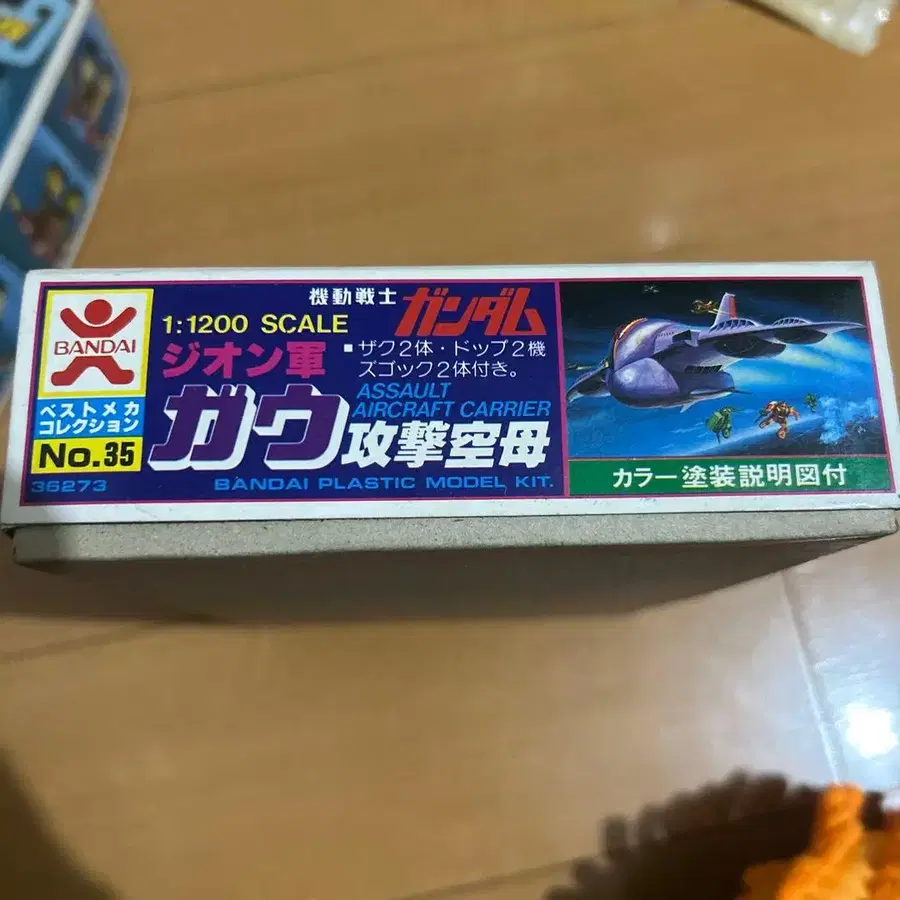 BANDAI
ベストメカ
コレクション
No.35
36273
機動戦士 ガンダム
1:1200 SCALE
ジオン軍
■ザク2体・ドップ2機
ズゴック2体付き。
ガウ攻撃空母
ASSAULT
AIRCRAFT CARRIER
BANDAI PLASTIC MODEL KIT.
カラー塗装説明図付